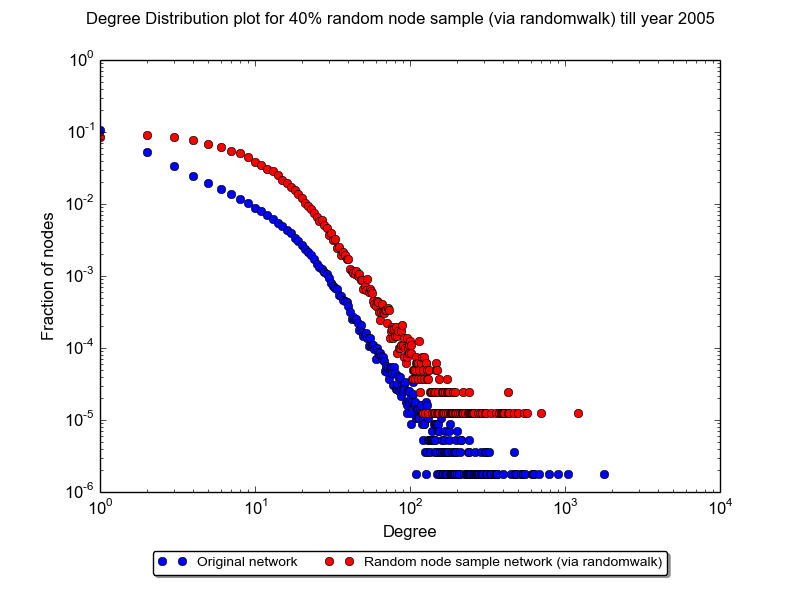 Degree Distribution plot for 40% random node sample (via randomwalk) till year 2005
10^0
10^-1
10^-2
10^-3
10^-4
10^-5
10^-6
Fraction of nodes
10^0 10^1 10^2 10^3 10^4
Degree
Original network Random node sample network (via randomwalk)